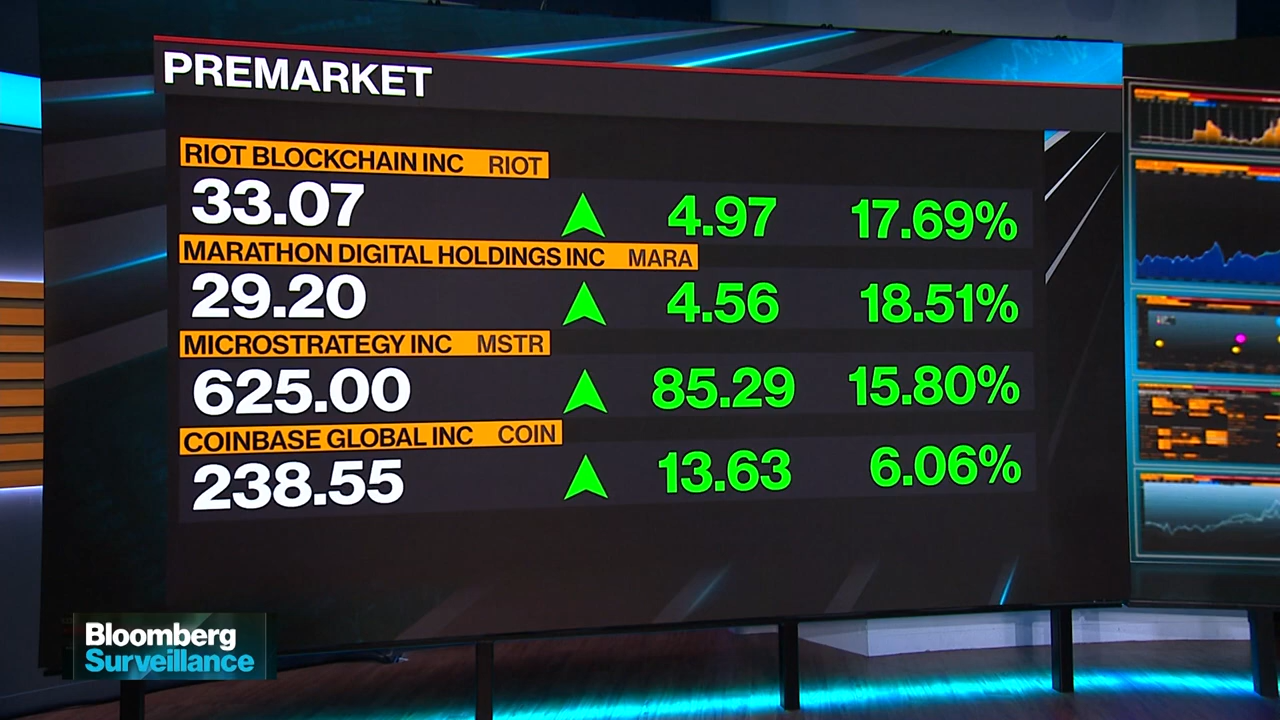 PREMARKET
RIOT BLOCKCHAIN INC RIOT
33.07 4.97 17.69%
MARATHON DIGITAL HOLDINGS INC MARA
29.20 4.56 18.51%
MICROSTRATEGY INC MSTR
625.00 85.29 15.80%
COINBASE GLOBAL INC COIN
238.55 13.63 6.06%
Bloomberg
Surveillance